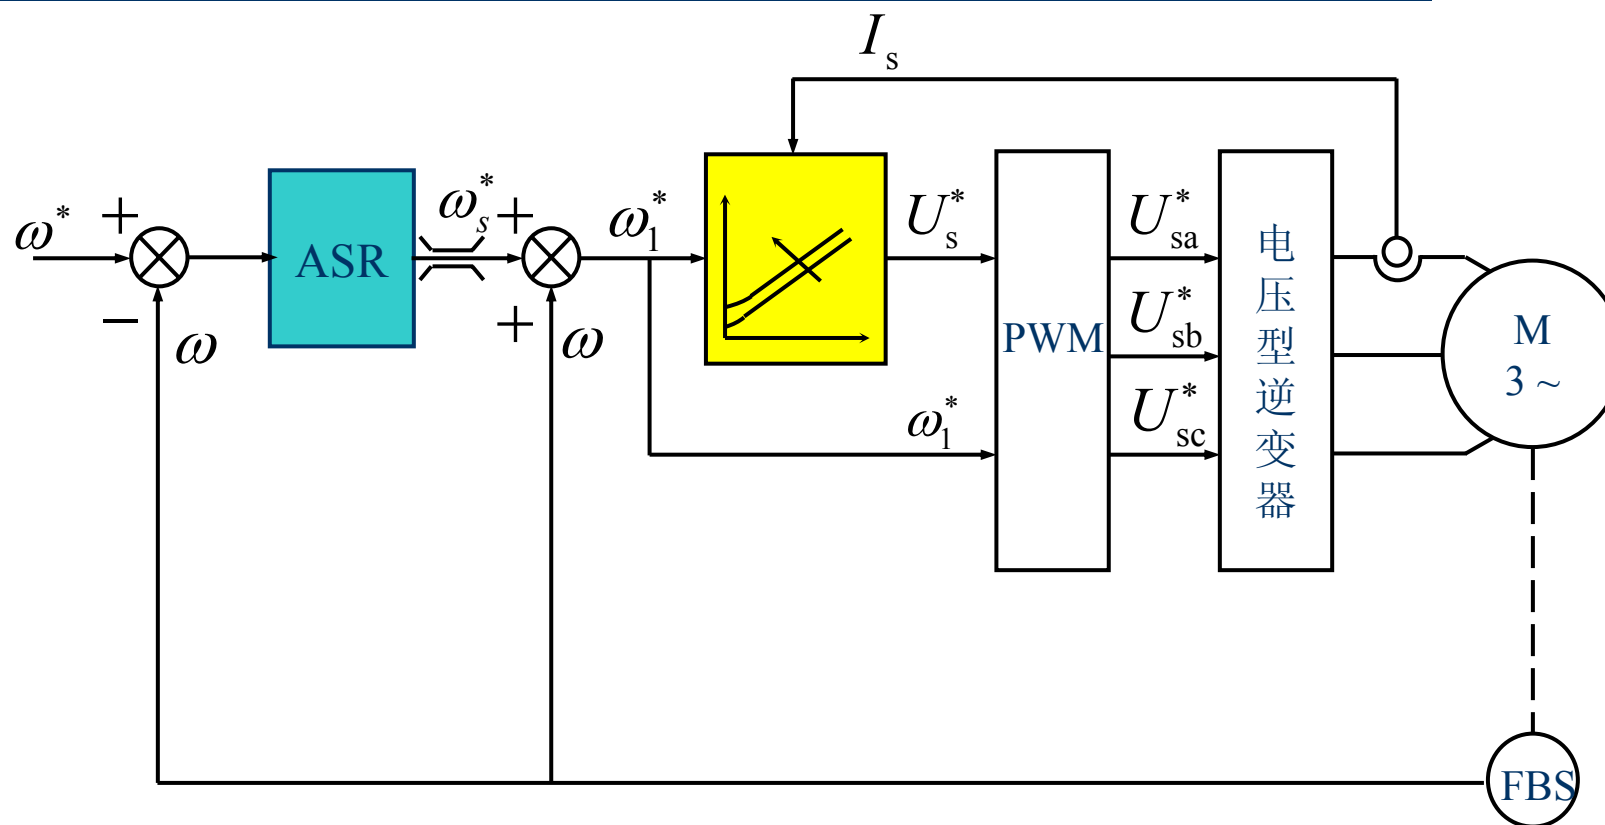 I_s
ω* + −
ω
ASR
ω_s^* +
+ ω
ω_1^*
U_s^*
ω_1^*
PWM
U_sa^*
U_sb^*
U_sc^*
电
压
型
逆
变
器
M
3 ~
FBS